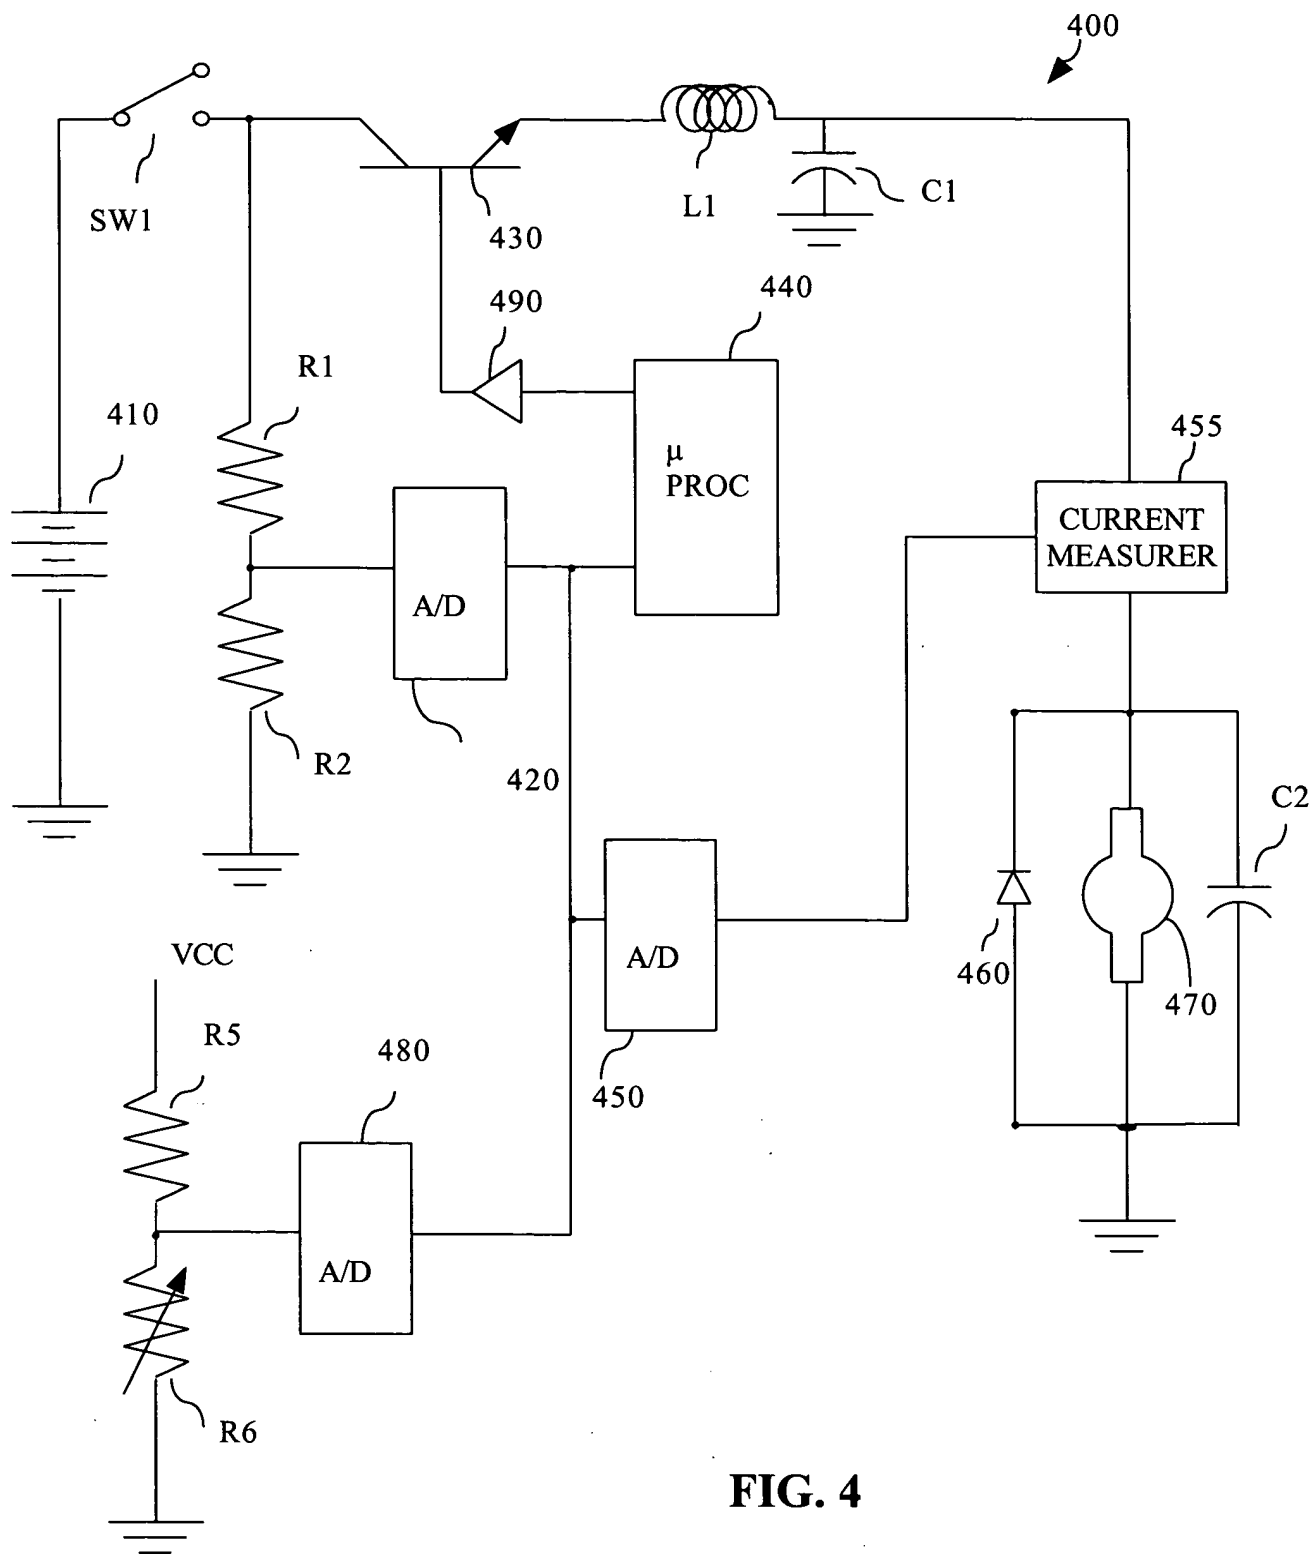 400
SW1
430
L1
C1
490
440
R1
410
μ
PROC
455
CURRENT
MEASURER
A/D
R2
420
C2
A/D
VCC
460
470
R5
480
450
A/D
R6
FIG. 4